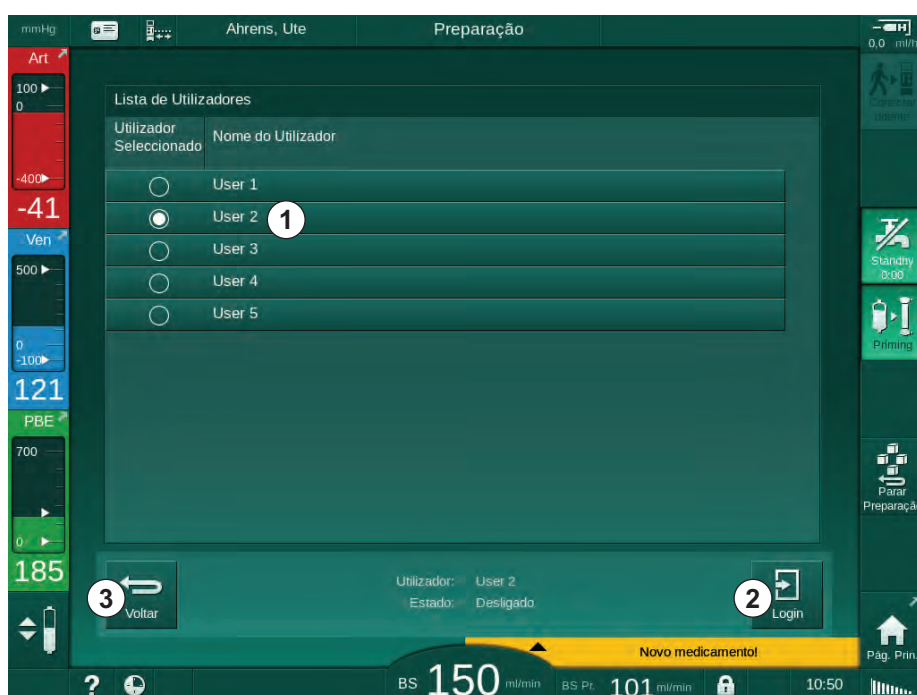 mmHg
Ahrens, Ute
Preparação
0,0 ml/h
Art
100
0
-400
-41
Ven
500
0
-100
121
PBE
700
0
185
Lista de Utilizadores
Utilizador
Seleccionado
Nome do Utilizador
User 1
User 2
1
User 3
User 4
User 5
Standby
0:00
Priming
Parar
Preparaçã
3
Voltar
Utilizador: User 2
Estado: Desligado
2
Login
Novo medicamento!
Pág. Prin.
?
BS 150 ml/min
BS Pt. 101 ml/min
10:50